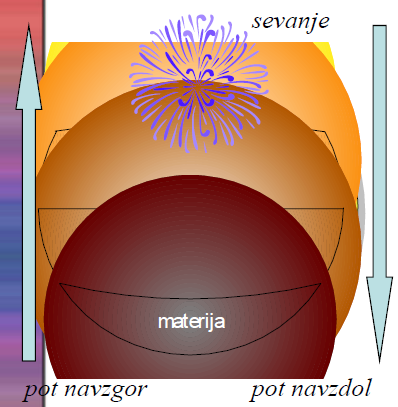 sevanje
materija
pot navzgor
pot navzdol